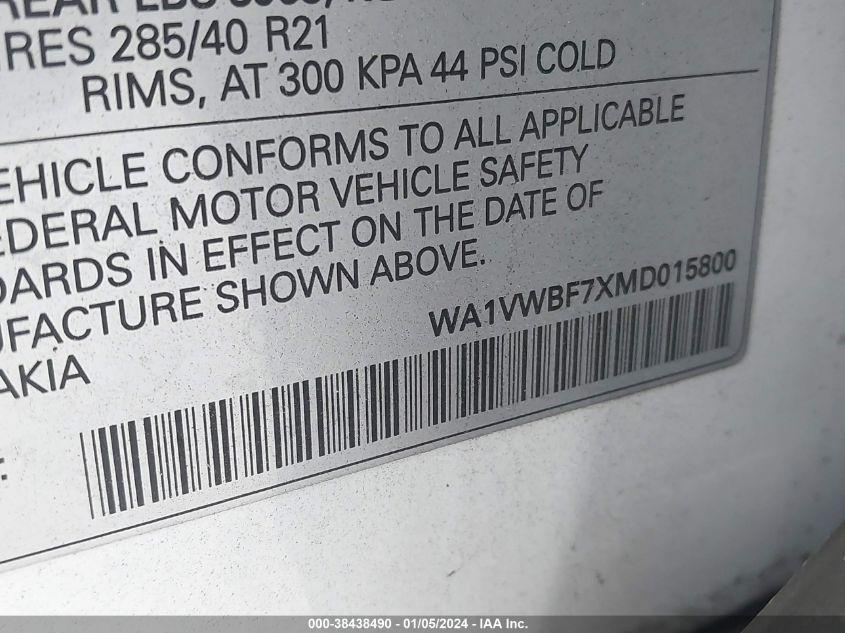 REAR
IRES 285/40 R21
RIMS, AT 300 KPA 44 PSI COLD
EHICLE CONFORMS TO ALL APPLICABLE
EDERAL MOTOR VEHICLE SAFETY
DARDS IN EFFECT ON THE DATE OF
UFACTURE SHOWN ABOVE.
WA1VWBF7XMD015800
AKIA
000-38438490 - 01/05/2024 - IAA Inc.